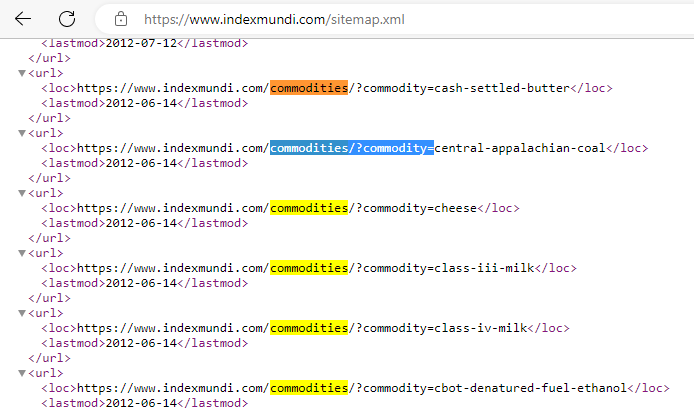 https://www.indexmundi.com/sitemap.xml
<lastmod>2012-07-12</lastmod>
</url>
▼<url>
<loc>https://www.indexmundi.com/commodities/?commodity=cash-settled-butter</loc>
<lastmod>2012-06-14</lastmod>
</url>
▼<url>
<loc>https://www.indexmundi.com/commodities/?commodity=central-appalachian-coal</loc>
<lastmod>2012-06-14</lastmod>
</url>
▼<url>
<loc>https://www.indexmundi.com/commodities/?commodity=cheese</loc>
<lastmod>2012-06-14</lastmod>
</url>
▼<url>
<loc>https://www.indexmundi.com/commodities/?commodity=class-iii-milk</loc>
<lastmod>2012-06-14</lastmod>
</url>
▼<url>
<loc>https://www.indexmundi.com/commodities/?commodity=class-iv-milk</loc>
<lastmod>2012-06-14</lastmod>
</url>
▼<url>
<loc>https://www.indexmundi.com/commodities/?commodity=cbot-denatured-fuel-ethanol</loc>
<lastmod>2012-06-14</lastmod>